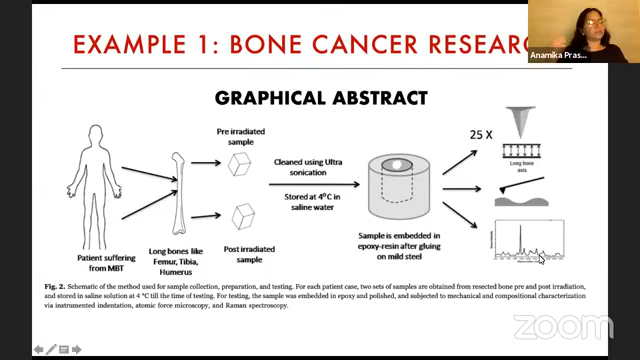 EXAMPLE 1: BONE CANCER RESEAR
Anamika Pras...
GRAPHICAL ABSTRACT
Pre irradiated
sample
25 X
Long bone
axis
Cleaned using Ultra
sonication
Stored at 4°C in
saline water
Patient suffering
from MBT
Long bones like
Femur, Tibia,
Humerus
Post irradiated
sample
Sample is embedded in
epoxy-resin after gluing
on mild steel
Fig. 2. Schematic of the method used for sample collection, preparation, and testing. For each patient case, two sets of samples are obtained from resected bone pre and post irradiation,
and stored in saline solution at 4 °C till the time of testing. For testing, the sample was embedded in epoxy and polished, and subjected to mechanical and compositional characterization
via instrumented indentation, atomic force microscopy, and Raman spectroscopy.
zoom